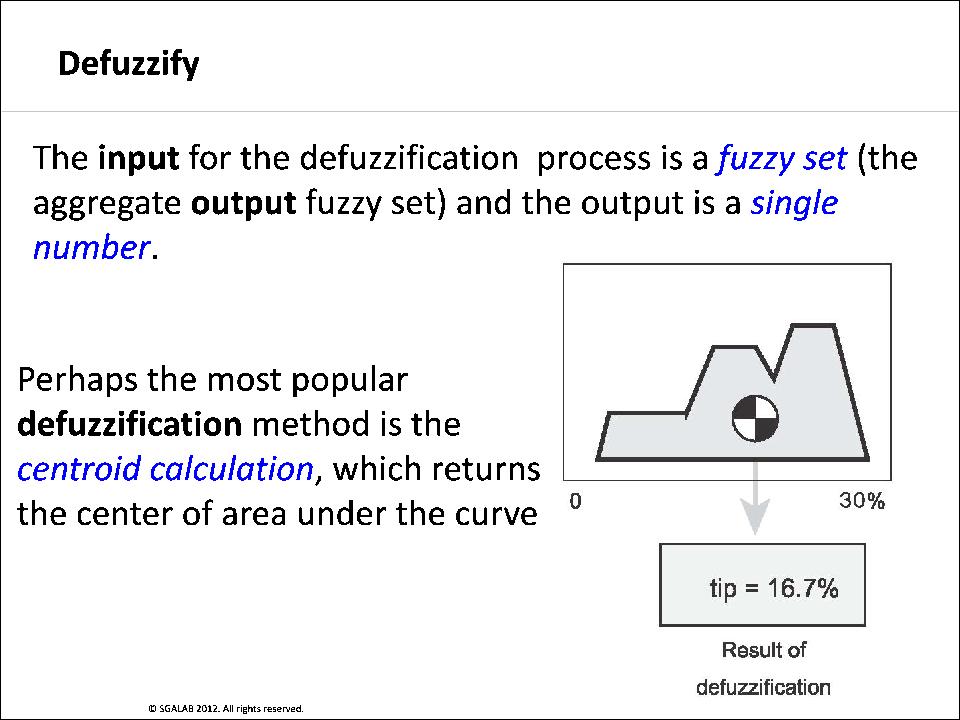 Defuzzify
The input for the defuzzification process is a fuzzy set (the
aggregate output fuzzy set) and the output is a single
number.
Perhaps the most popular
defuzzification method is the
centroid calculation, which returns
the center of area under the curve
0
30%
tip = 16.7%
Result of
defuzzification
© SGALAB 2012. All rights reserved.